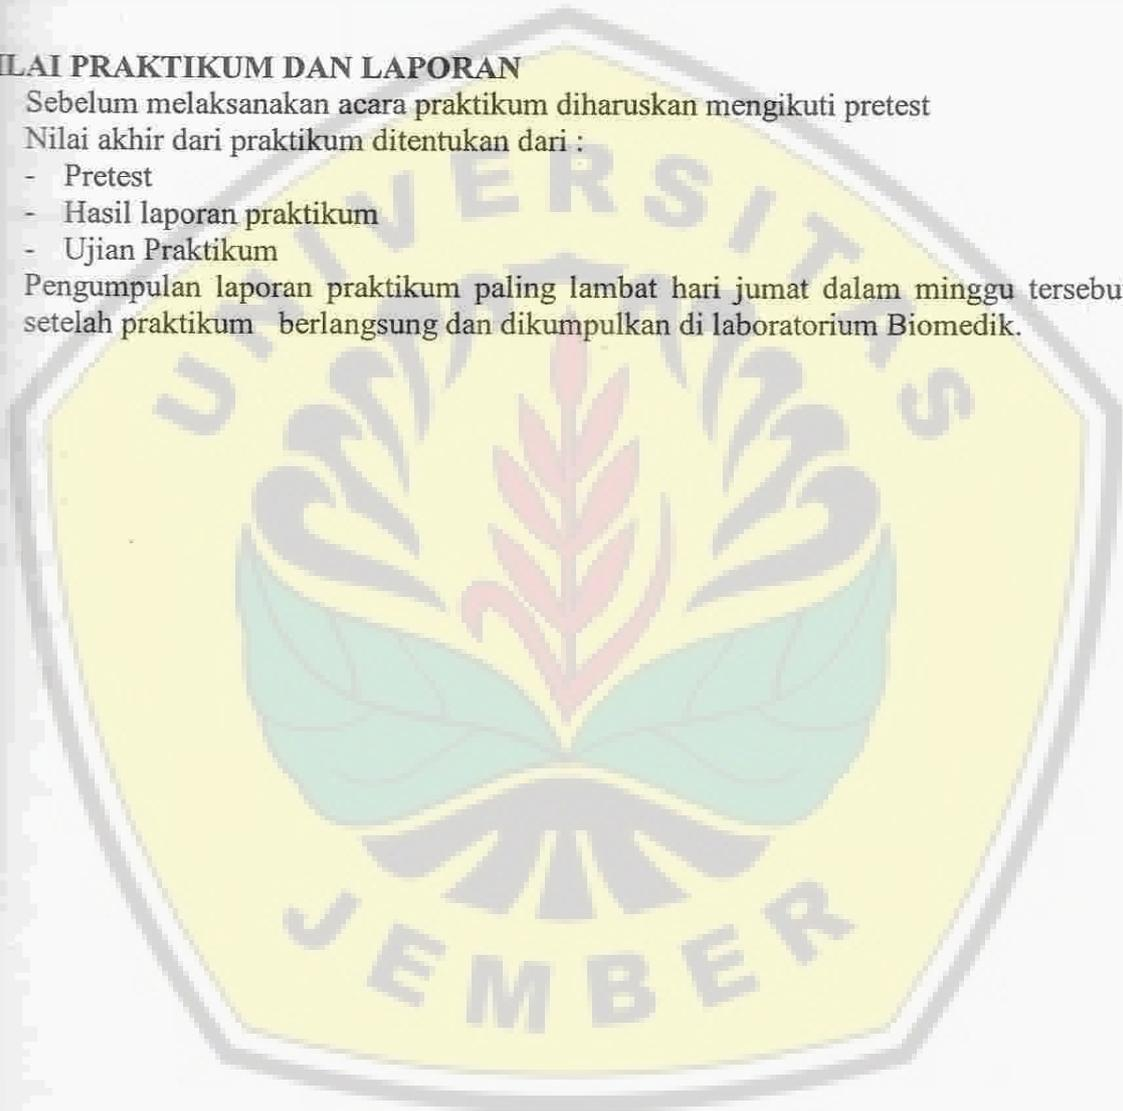 ILAI PRAKTIKUM DAN LAPORAN
Sebelum melaksanakan acara praktikum diharuskan mengikuti pretest
Nilai akhir dari praktikum ditentukan dari :
- Pretest
- Hasil laporan praktikum
- Ujian Praktikum
Pengumpulan laporan praktikum paling lambat hari jumat dalam minggu tersebu
setelah praktikum berlangsung dan dikumpulkan di laboratorium Biomedik.
UNIVERSITAS
JEMBER